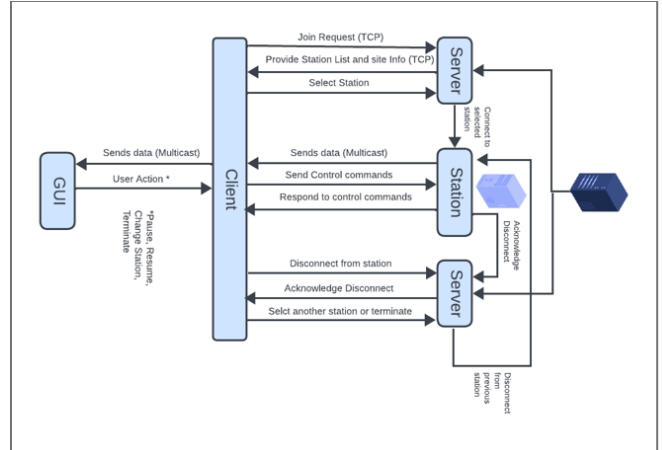 Join Request (TCP)
Provide Station List and site Info (TCP)
Select Station
Server
Connect to
selected
station
Sends data (Multicast)
Sends data (Multicast)
Send Control commands
User Action *
Respond to control commands
GUI
Client
Station
*Pause, Resume,
Change Station,
Terminate
Acknowledge
Disconnect
Disconnect from station
Acknowledge Disconnect
Selct another station or terminate
Server
Disconnect
from
previous
station